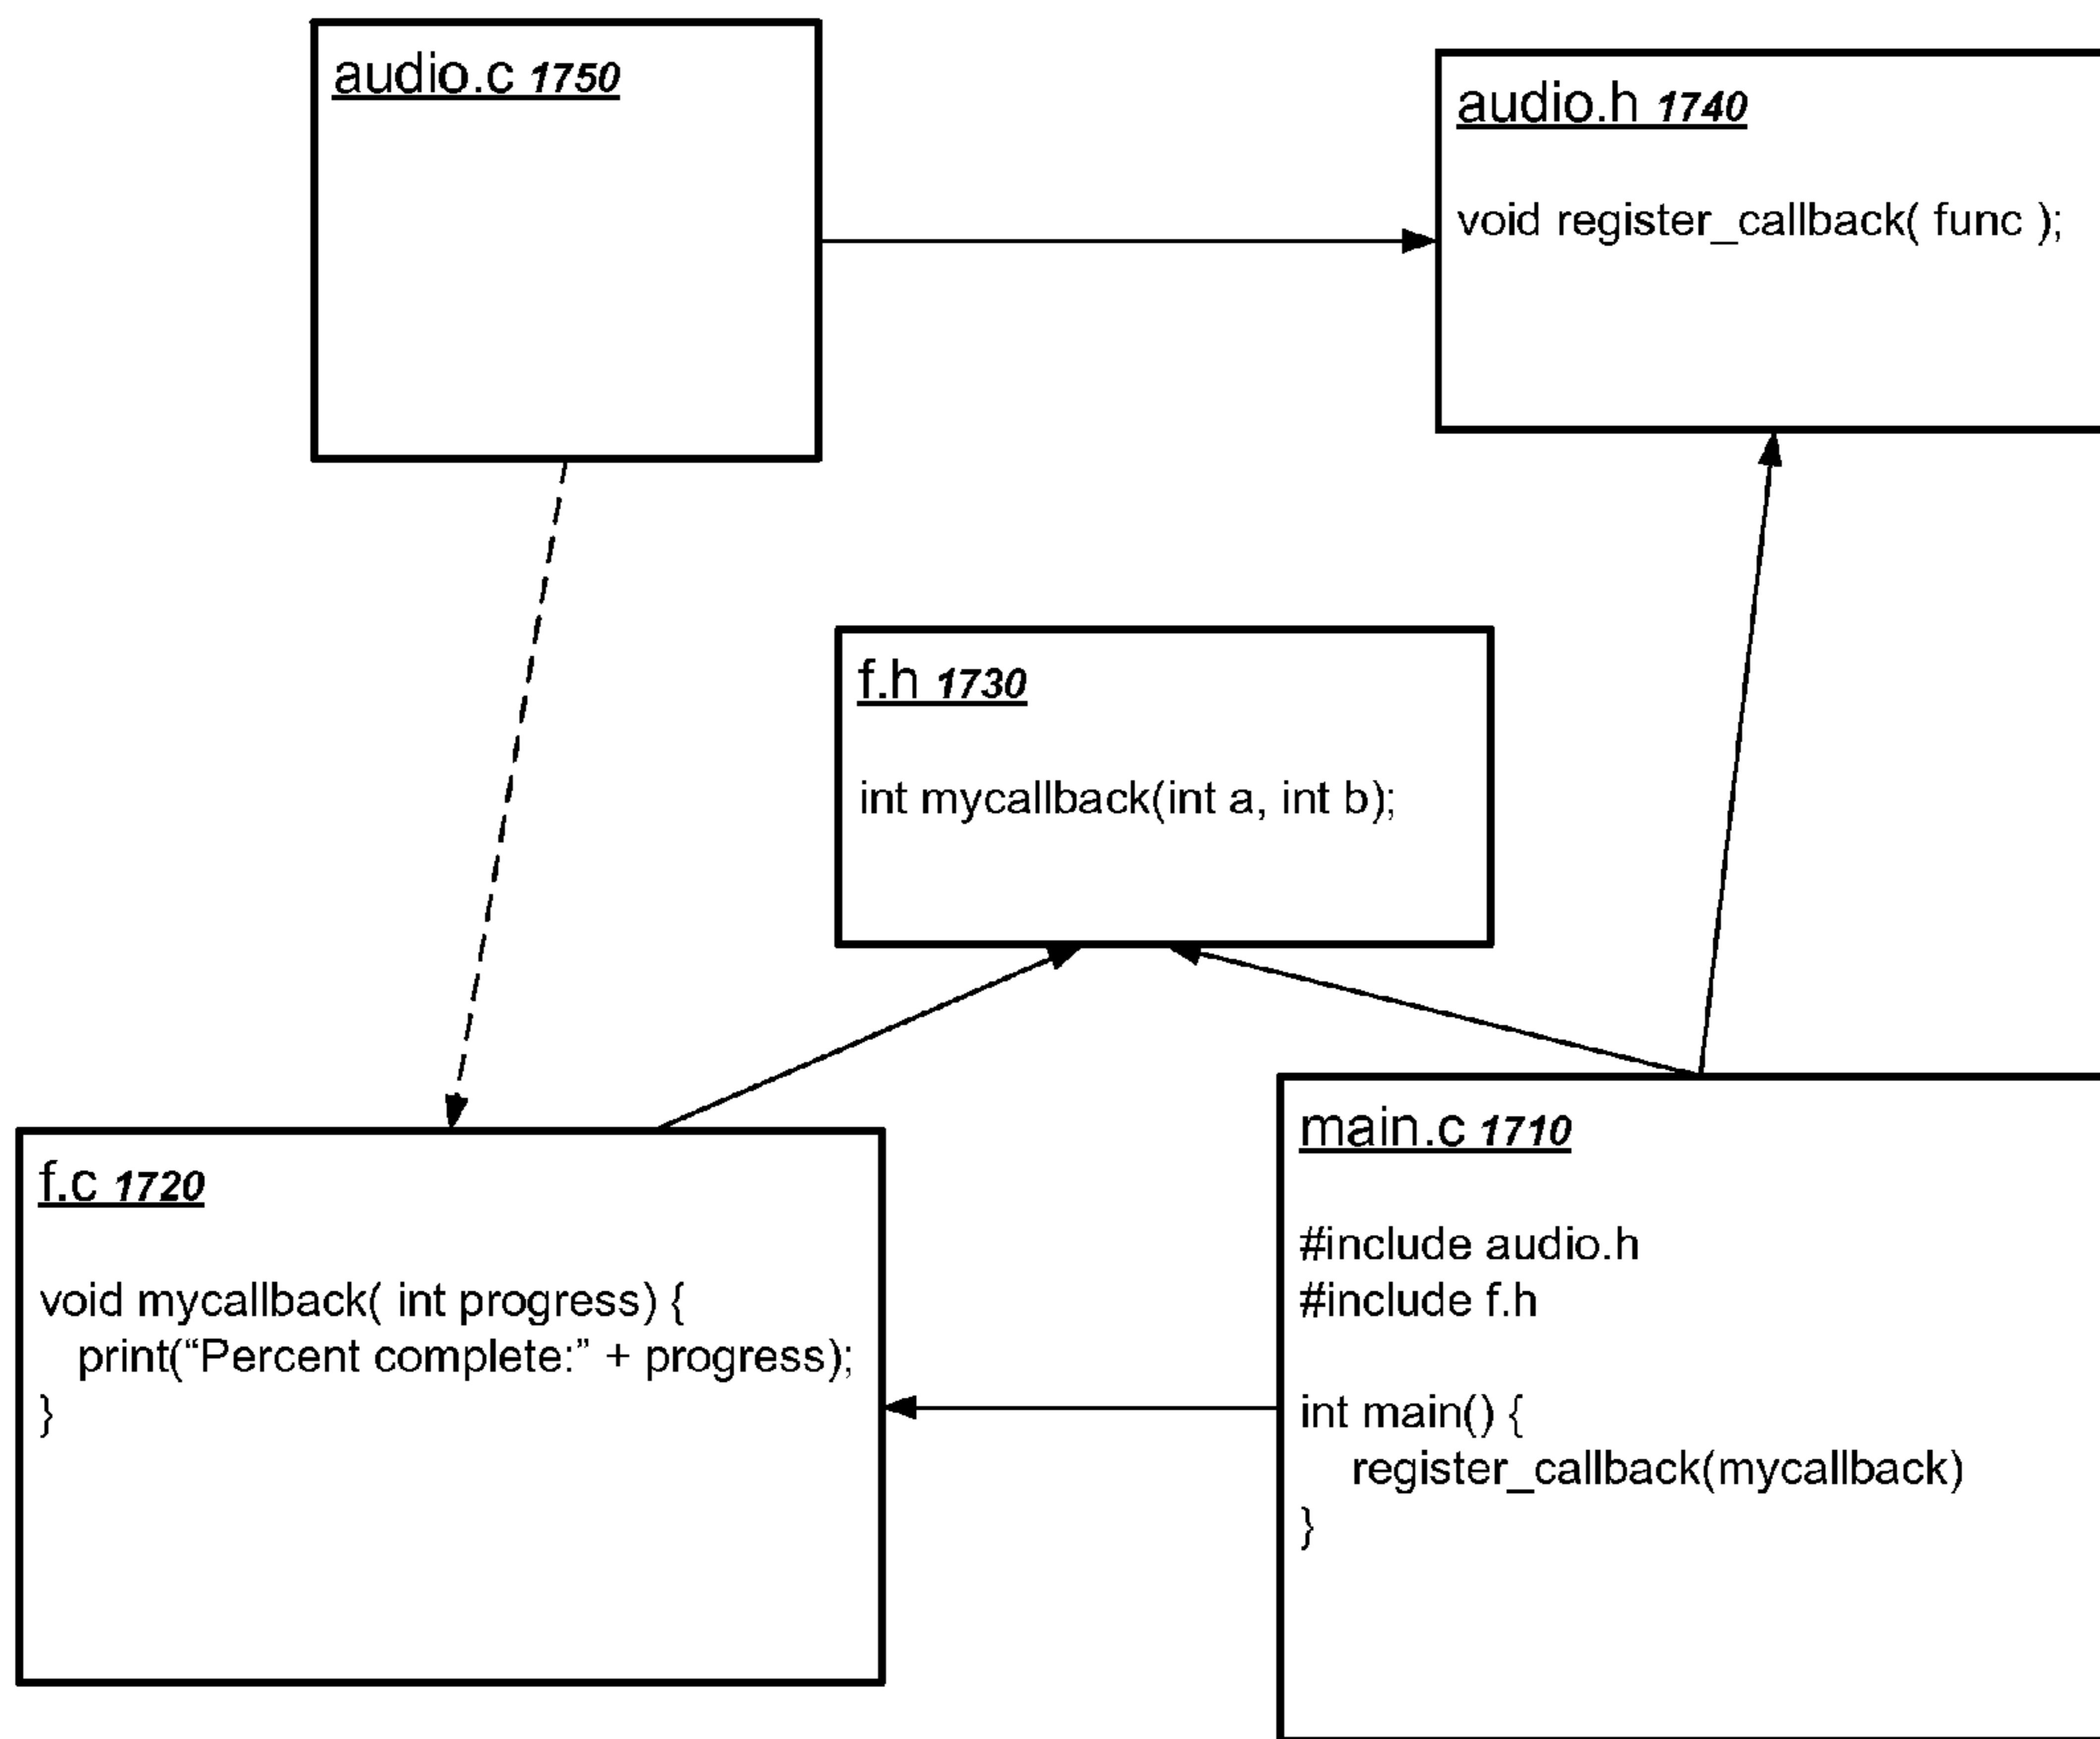 audio.c 1750
audio.h 1740
void register_callback( func );
f.h 1730
int mycallback(int a, int b);
f.c 1720
void mycallback( int progress) {
print(“Percent complete:” + progress);
}
main.c 1710
#include audio.h
#include f.h
int main() {
register_callback(mycallback)
}